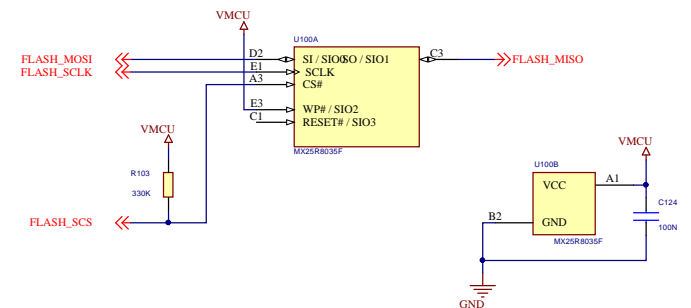 VMCU
U100A
FLASH_MOSI
D2
SI / SIO0
SO / SIO1
C3
FLASH_MISO
FLASH_SCLK
E1
SCLK
A3
CS#
E3
WP# / SIO2
C1
RESET# / SIO3
MX25R8035F
VMCU
R103
330K
FLASH_SCS
VMCU
U100B
VCC
A1
B2
GND
C124
100N
MX25R8035F
GND